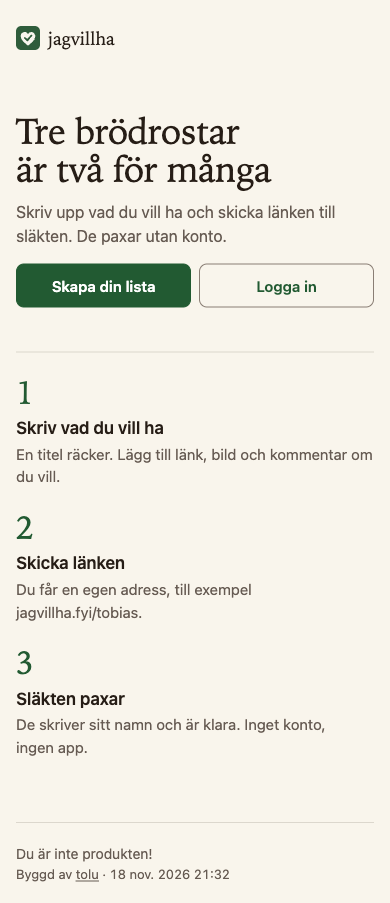 jagvillha
Tre brödrostar
är två för många
Skriv upp vad du vill ha och skicka länken till
släkten. De paxar utan konto.
Skapa din lista
Logga in
1
Skriv vad du vill ha
En titel räcker. Lägg till länk, bild och kommentar om
du vill.
2
Skicka länken
Du får en egen adress, till exempel
jagvillha.fyi/tobias.
3
Släkten paxar
De skriver sitt namn och är klara. Inget konto,
ingen app.
Du är inte produkten!
Byggd av tolu · 18 nov. 2026 21:32